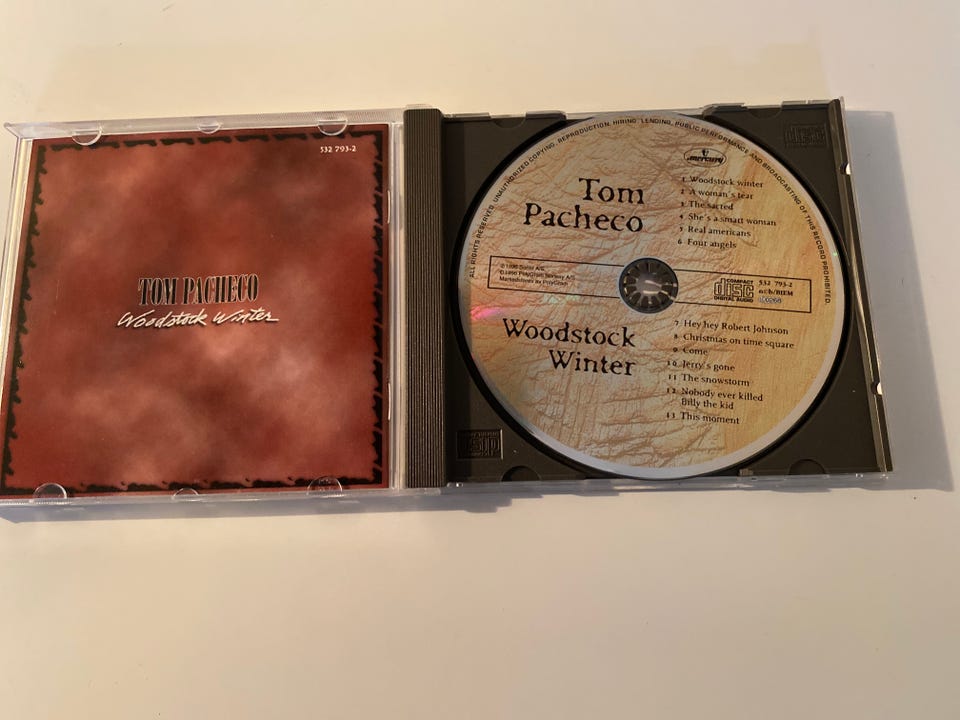 532 793-2
TOM PACHECO
Woodstock Winter
ALL RIGHTS RESERVED. UNAUTHORIZED COPYING, REPRODUCTION, HIRING, LENDING, PUBLIC PERFORMANCE AND BROADCASTING OF THIS RECORD PROHIBITED.
mercury
Tom
Pacheco
1 Woodstock winter
2 A woman's tear
3 The sacred
4 She's a smart woman
5 Real americans
6 Four angels
Marketed by PolyGram
COMPACT
disc
DIGITAL AUDIO
532 793-2
n©b/BIEM
Woodstock
Winter
7 Hey hey Robert Johnson
8 Christmas on time square
9 Come
10 Jerry's gone
11 The snowstorm
12 Nobody ever killed
Billy the kid
13 This moment